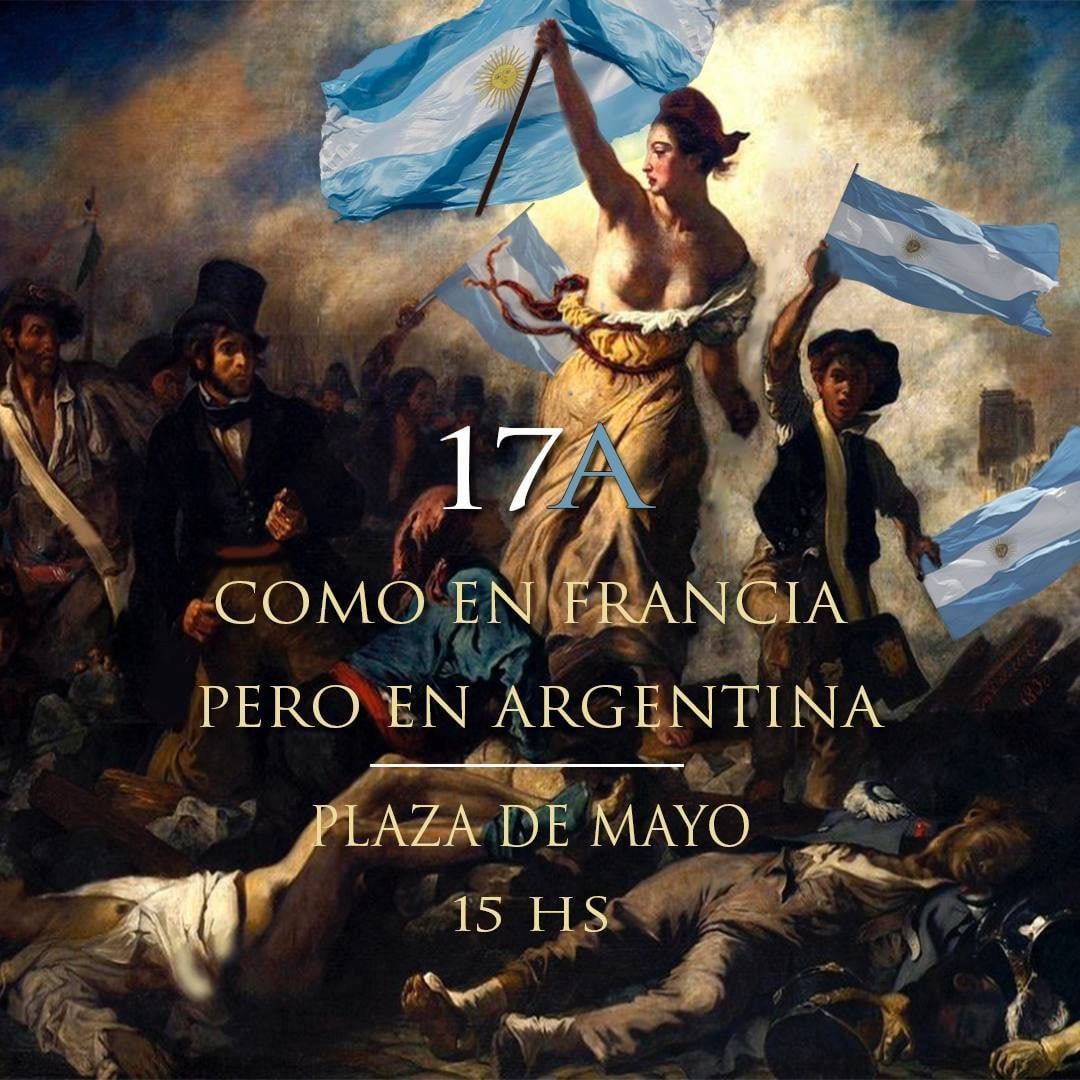 17A
COMO EN FRANCIA
PERO EN ARGENTINA
PLAZA DE MAYO
15 HS